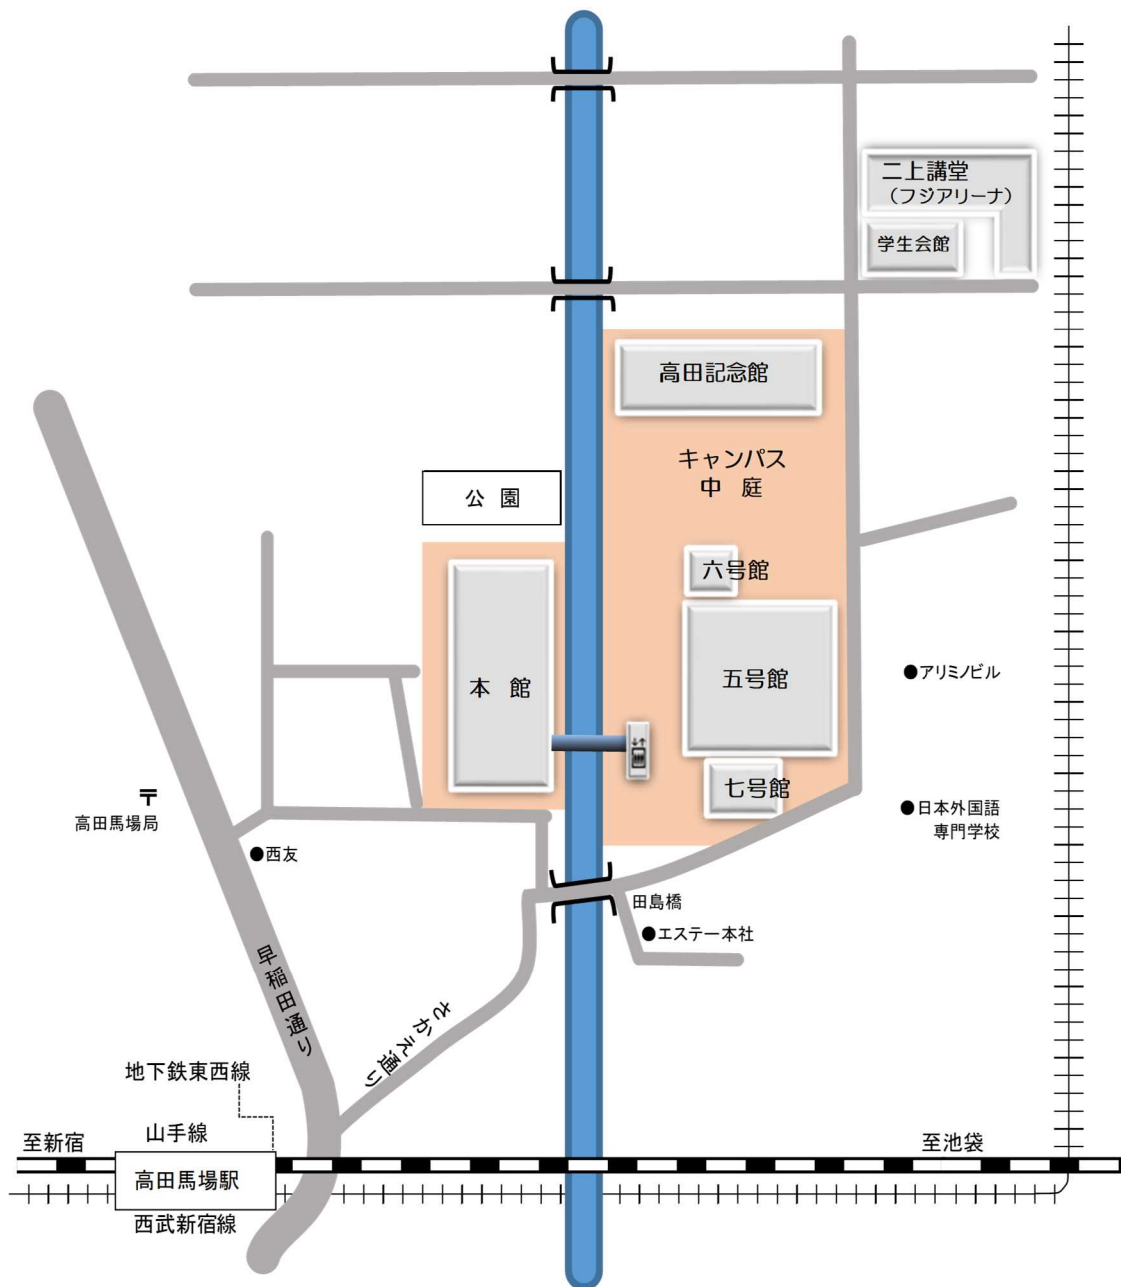 二上講堂
（フジアリーナ）
学生会館
高田記念館
キャンパス
中 庭
公 園
六号館
五号館
本 館
アリミノビル
七号館
〒
高田馬場局
日本外国語
専門学校
西友
田島橋
エステー本社
早稲田通り
さかえ通り
地下鉄東西線
山手線
至新宿
至池袋
高田馬場駅
西武新宿線